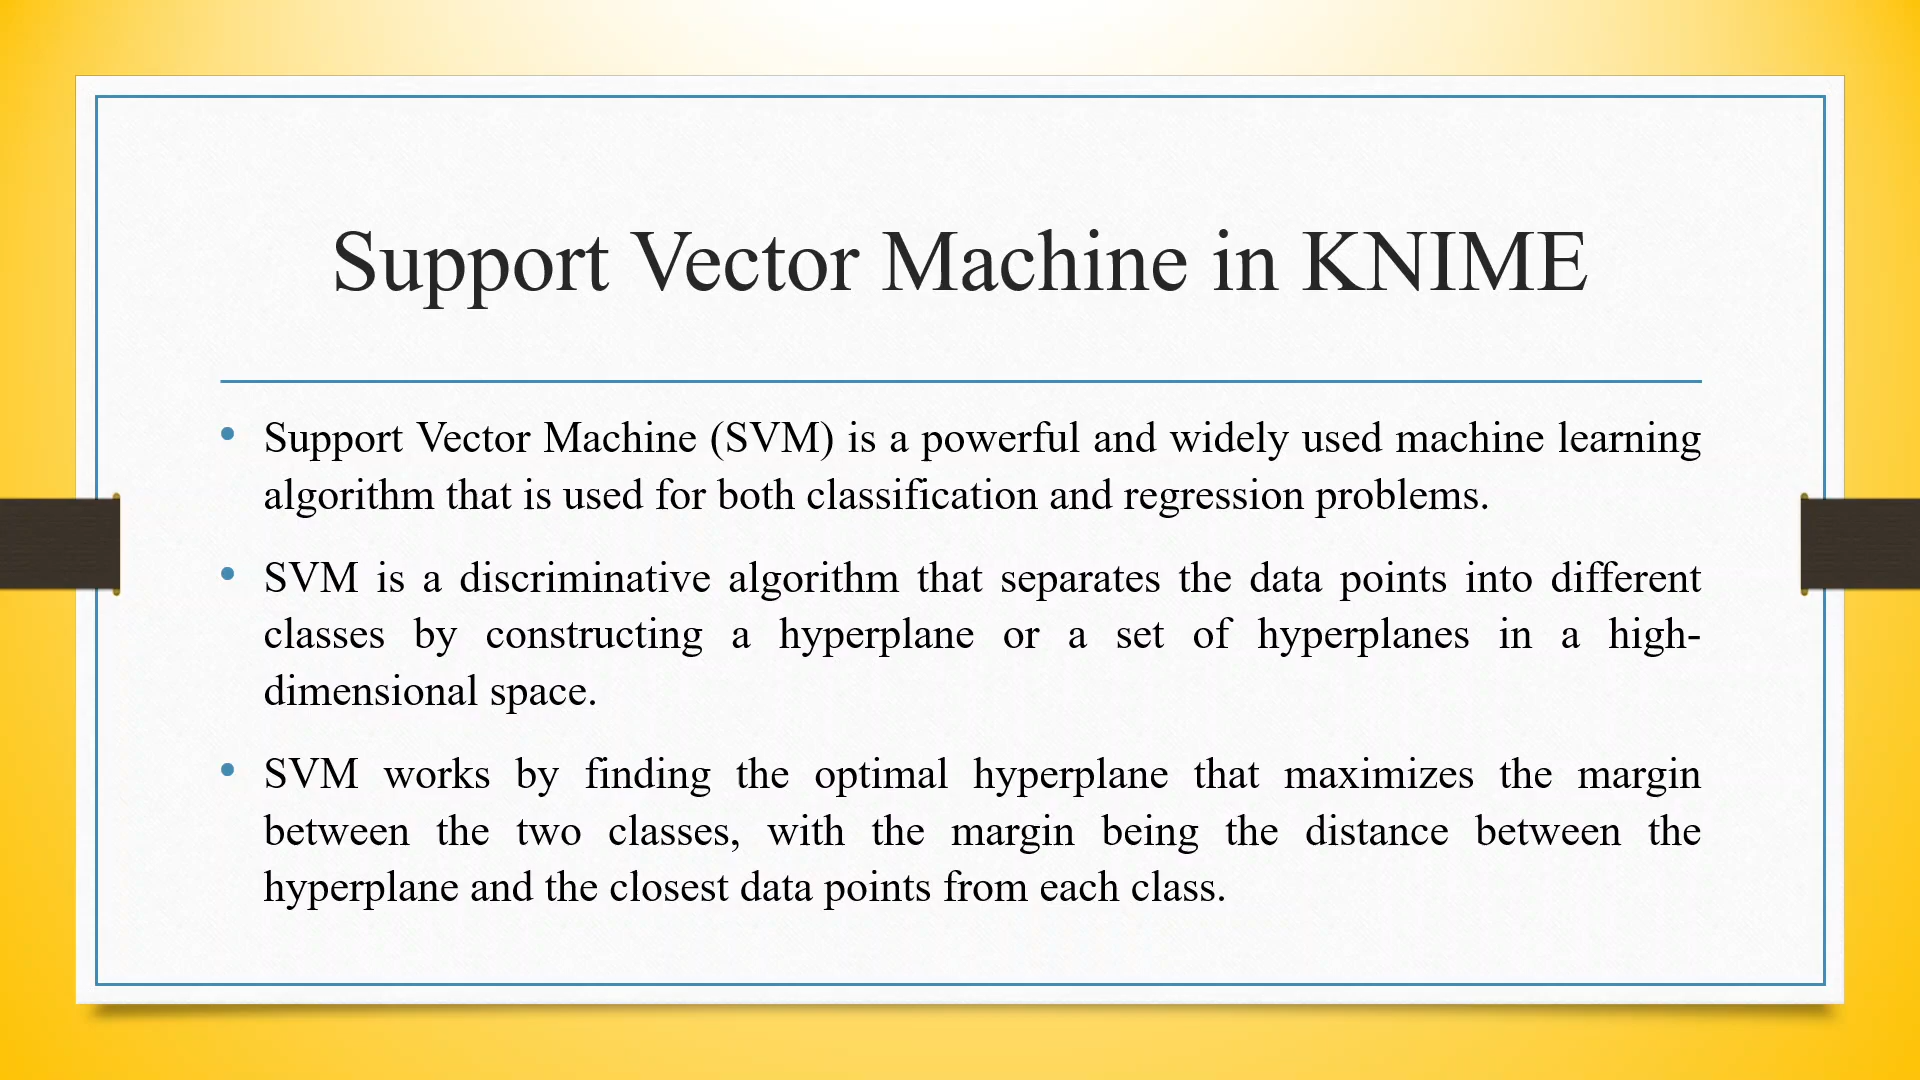 Support Vector Machine in KNIME
• Support Vector Machine (SVM) is a powerful and widely used machine learning
algorithm that is used for both classification and regression problems.
• SVM is a discriminative algorithm that separates the data points into different
classes by constructing a hyperplane or a set of hyperplanes in a high-
dimensional space.
• SVM works by finding the optimal hyperplane that maximizes the margin
between the two classes, with the margin being the distance between the
hyperplane and the closest data points from each class.